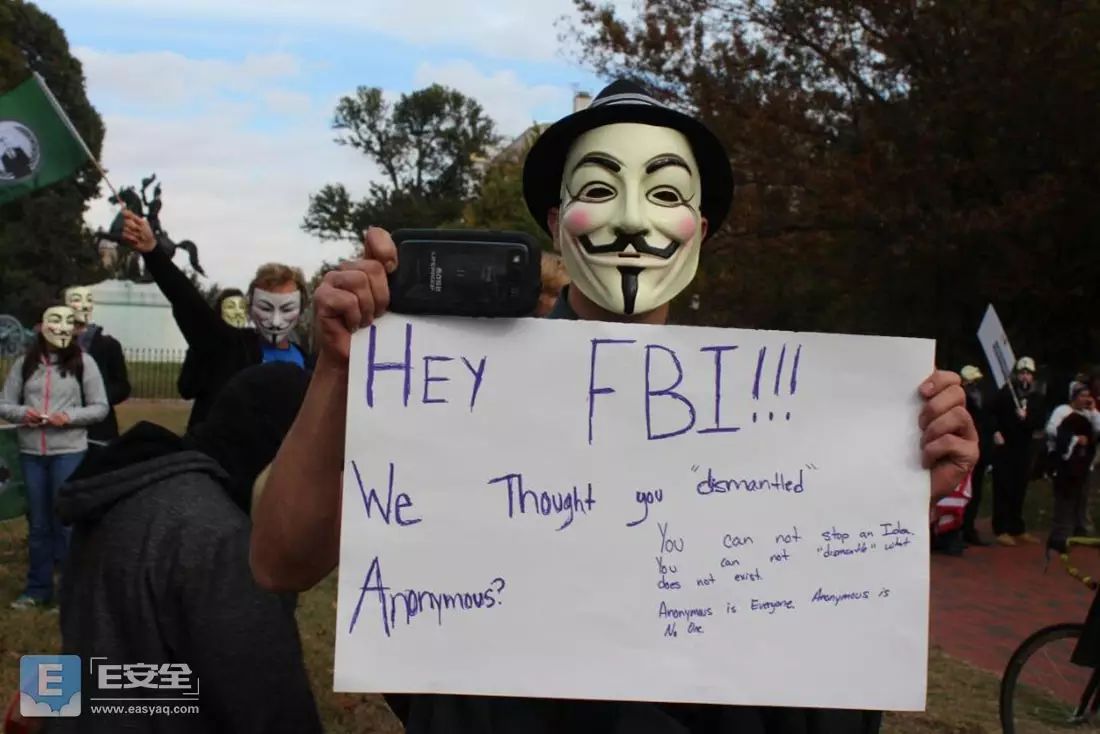 SAMSUNG
HEY FBI!!!
We Thought you "dismantled"
Anonymous?
You can not stop an Idea.
You can not "dismantle" what
does not exist.
Anonymous is Everyone. Anonymous is
No One
E E安全
www.easyaq.com